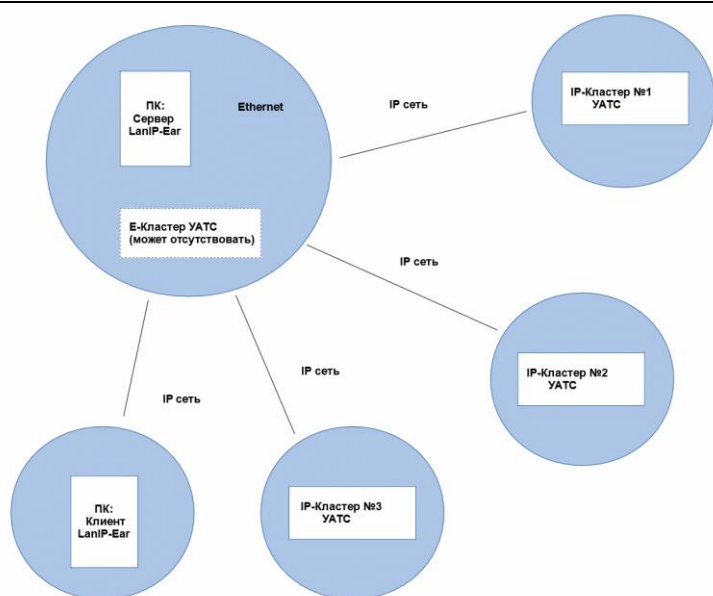 ПК:
Сервер
LanIP-Ear
Ethernet
Е-Кластер УАТС
(может отсутствовать)
IP сеть
IP-Кластер №1
УАТС
IP сеть
IP-Кластер №2
УАТС
IP сеть
IP сеть
ПК:
Клиент
LanIP-Ear
IP-Кластер №3
УАТС